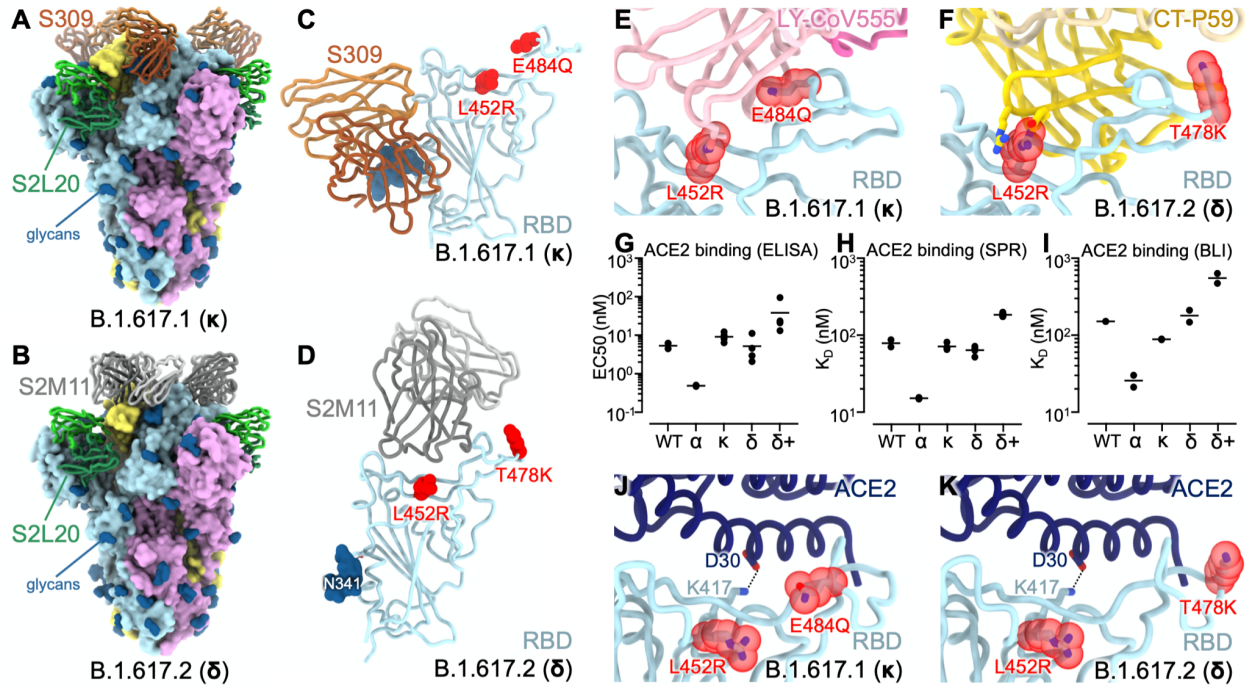 A
S309
S2L20
glycans
B.1.617.1 (κ)
B
S2M11
S2L20
glycans
B.1.617.2 (δ)
C
S309
E484Q
L452R
RBD
B.1.617.1 (κ)
D
S2M11
T478K
L452R
N341
RBD
B.1.617.2 (δ)
E
LY-CoV555
E484Q
L452R
RBD
B.1.617.1 (κ)
F
CT-P59
T478K
L452R
RBD
B.1.617.2 (δ)
G ACE2 binding (ELISA)
EC50 (nM)
10³
10²
10¹
10⁰
10⁻¹
WT α κ δ δ+
H ACE2 binding (SPR)
K_D (nM)
10³
10²
10¹
WT α κ δ δ+
I ACE2 binding (BLI)
K_D (nM)
10³
10²
10¹
WT α κ δ δ+
J
ACE2
D30
K417
E484Q
L452R
RBD
B.1.617.1 (κ)
K
ACE2
D30
K417
T478K
L452R
RBD
B.1.617.2 (δ)